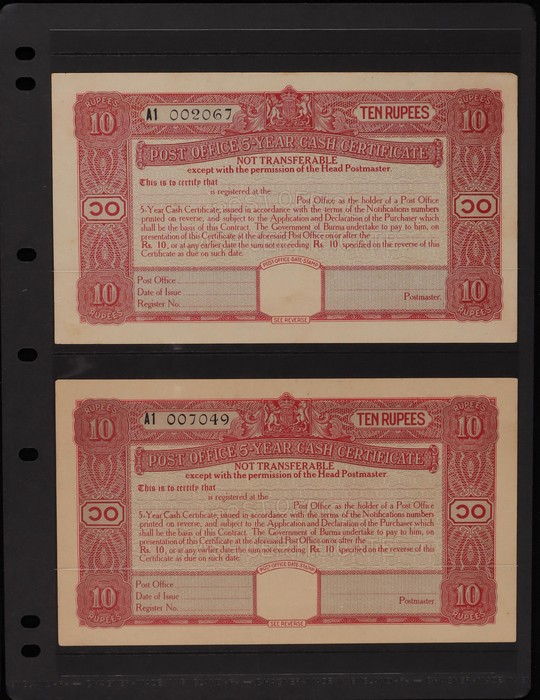 RUPEES
10
A1 002067
TEN RUPEES
RUPEES
10
POST OFFICE 5-YEAR CASH CERTIFICATE
NOT TRANSFERABLE
except with the permission of the Head Postmaster.
This is to certify that
is registered at the
Post Office as the holder of a Post Office
5-Year Cash Certificate, issued in accordance with the terms of the Notifications numbers
printed on reverse, and subject to the Application and Declaration of the Purchaser which
shall be the basis of this Contract. The Government of Burma undertake to pay to him, on
presentation of this Certificate at the aforesaid Post Office on or after the
Rs. 10, or at any earlier date the sum not exceeding Rs. 10 specified on the reverse of this
Certificate as due on such date.
၁၀
၁၀
POST-OFFICE DATE-STAMP
Post Office
Date of Issue
Register No.
Postmaster.
10
RUPEES
10
RUPEES
SEE REVERSE
RUPEES
10
A1 007049
TEN RUPEES
RUPEES
10
POST OFFICE 5-YEAR CASH CERTIFICATE
NOT TRANSFERABLE
except with the permission of the Head Postmaster.
This is to certify that
is registered at the
Post Office as the holder of a Post Office
5-Year Cash Certificate, issued in accordance with the terms of the Notifications numbers
printed on reverse, and subject to the Application and Declaration of the Purchaser which
shall be the basis of this Contract. The Government of Burma undertake to pay to him, on
presentation of this Certificate at the aforesaid Post Office on or after the
Rs. 10, or at any earlier date the sum not exceeding Rs. 10 specified on the reverse of this
Certificate as due on such date.
၁၀
၁၀
POST-OFFICE DATE-STAMP
Post Office
Date of Issue
Register No.
Postmaster.
10
RUPEES
10
RUPEES
SEE REVERSE